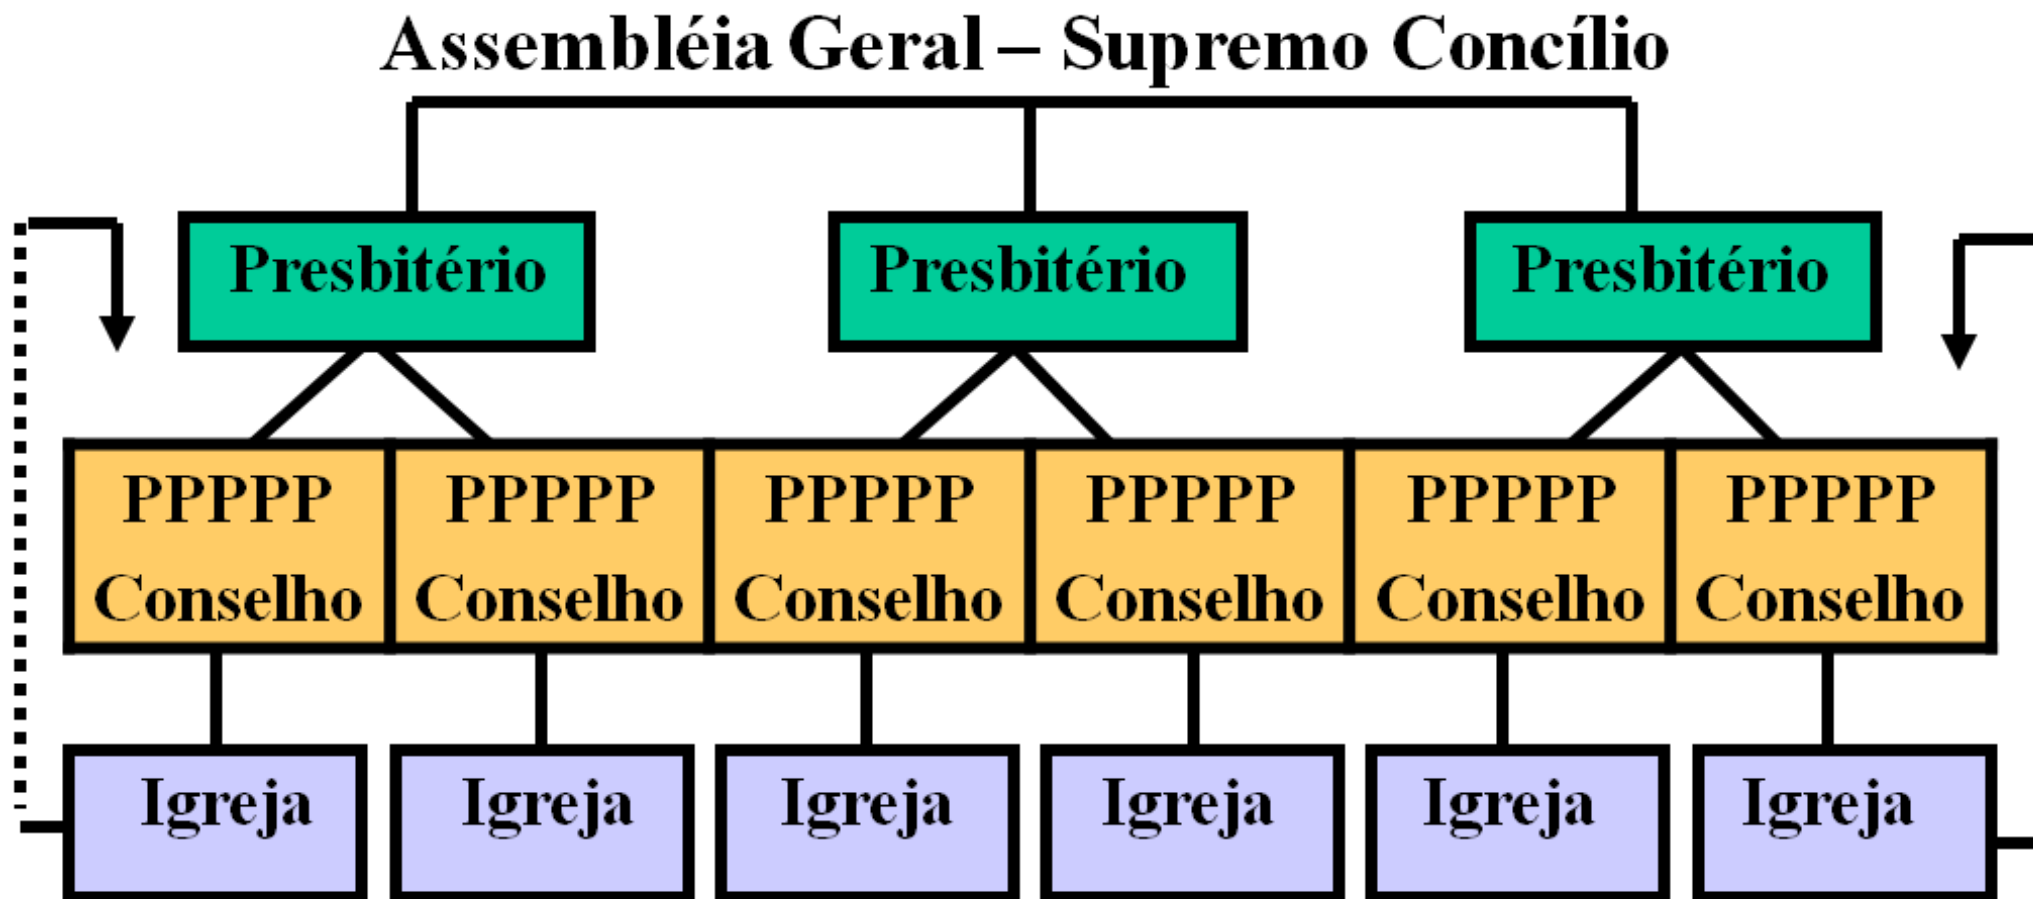 Assembléia Geral – Supremo Concílio
Presbitério Presbitério Presbitério
PPPPP PPPPP PPPPP PPPPP PPPPP PPPPP
Conselho Conselho Conselho Conselho Conselho Conselho
Igreja Igreja Igreja Igreja Igreja Igreja